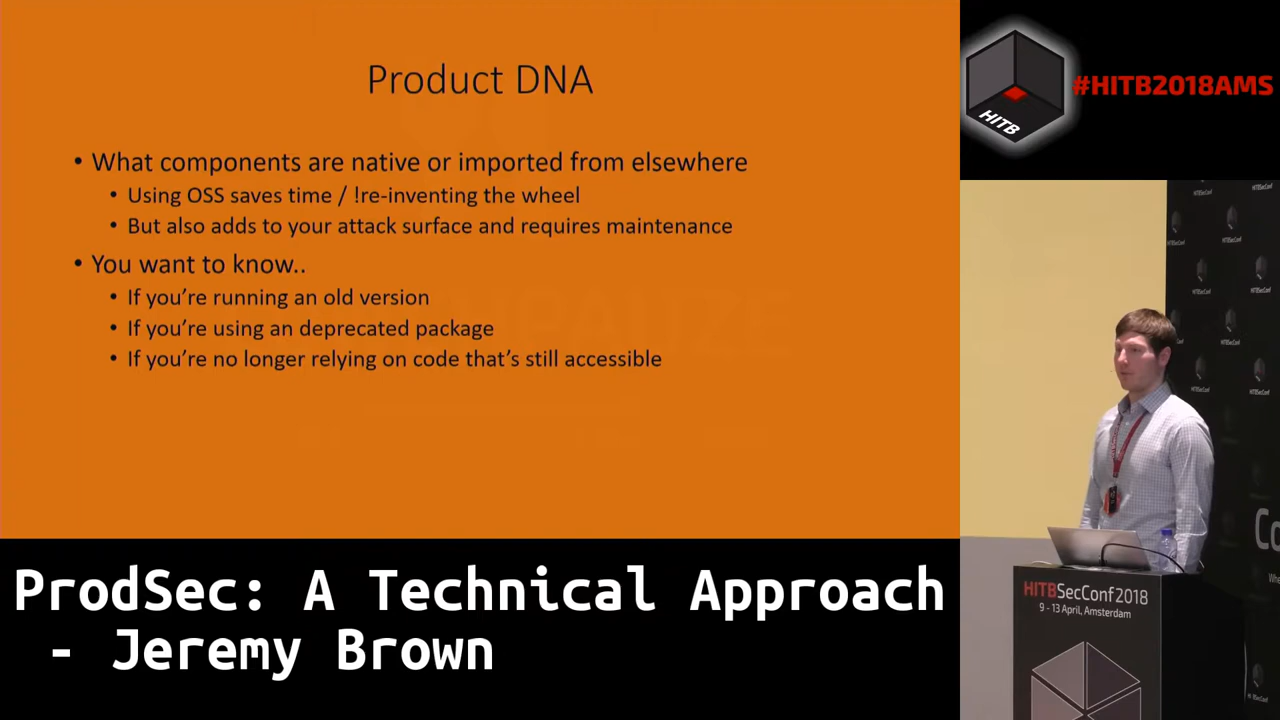 Product DNA
• What components are native or imported from elsewhere
• Using OSS saves time / !re-inventing the wheel
• But also adds to your attack surface and requires maintenance
• You want to know..
• If you’re running an old version
• If you’re using an deprecated package
• If you’re no longer relying on code that’s still accessible
ProdSec: A Technical Approach
- Jeremy Brown
HITB
#HITB2018AMS
HITBSecConf2018
9 - 13 April, Amsterdam